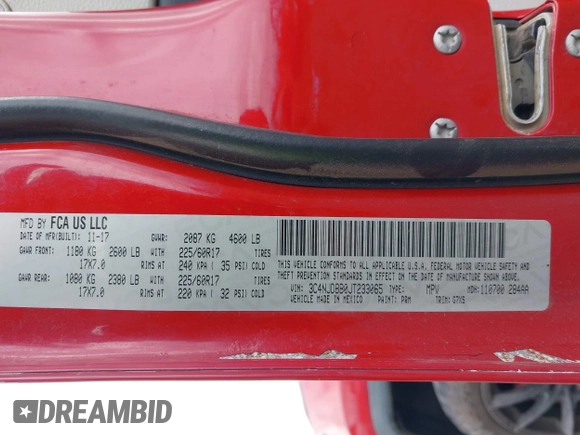 MFD BY FCA US LLC
DATE OF MFR(BUILT): 11-17 GVWR: 2087 KG 4600 LB
GAWR FRONT: 1180 KG 2600 LB WITH 225/60R17 TIRES
17X7.0 RIMS AT 240 KPA ( 35 PSI) COLD
GAWR REAR: 1080 KG 2380 LB WITH 225/60R17 TIRES
17X7.0 RIMS AT 220 KPA ( 32 PSI) COLD
THIS VEHICLE CONFORMS TO ALL APPLICABLE U.S.A. FEDERAL MOTOR VEHICLE SAFETY AND
THEFT PREVENTION STANDARDS IN EFFECT ON THE DATE OF MANUFACTURE SHOWN ABOVE.
VIN: 3C4NJDBB0JT233065 TYPE: MPV MDH: 110700 284AA
VEHICLE MADE IN MEXICO PAINT: PRM TRIM: G7XS
DREAMBID